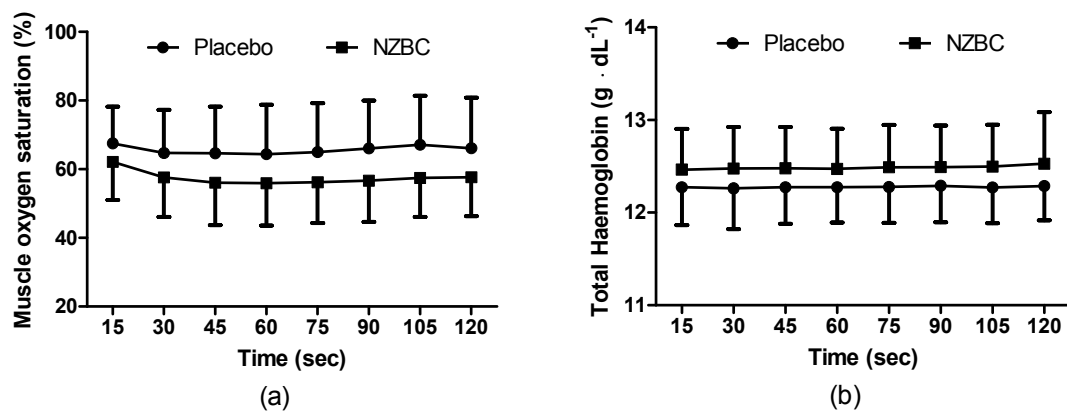 Muscle oxygen saturation (%)
100
80
60
40
20
Placebo
NZBC
15 30 45 60 75 90 105 120
Time (sec)
(a)
Total Haemoglobin (g · dL⁻¹)
14
13
12
11
Placebo
NZBC
15 30 45 60 75 90 105 120
Time (sec)
(b)